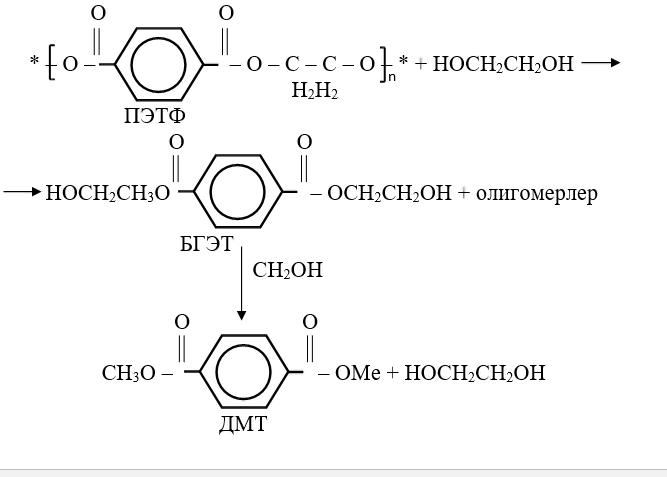 O O
* [ O – – C – O – C – C – O ]n * + HOCH₂CH₂OH
H₂H₂
ПЭТФ
O O
HOCH₂CH₃O – OCH₂CH₂OH + олигомерлер
БГЭТ
CH₂OH
O O
CH₃O – – OMe + HOCH₂CH₂OH
ДМТ